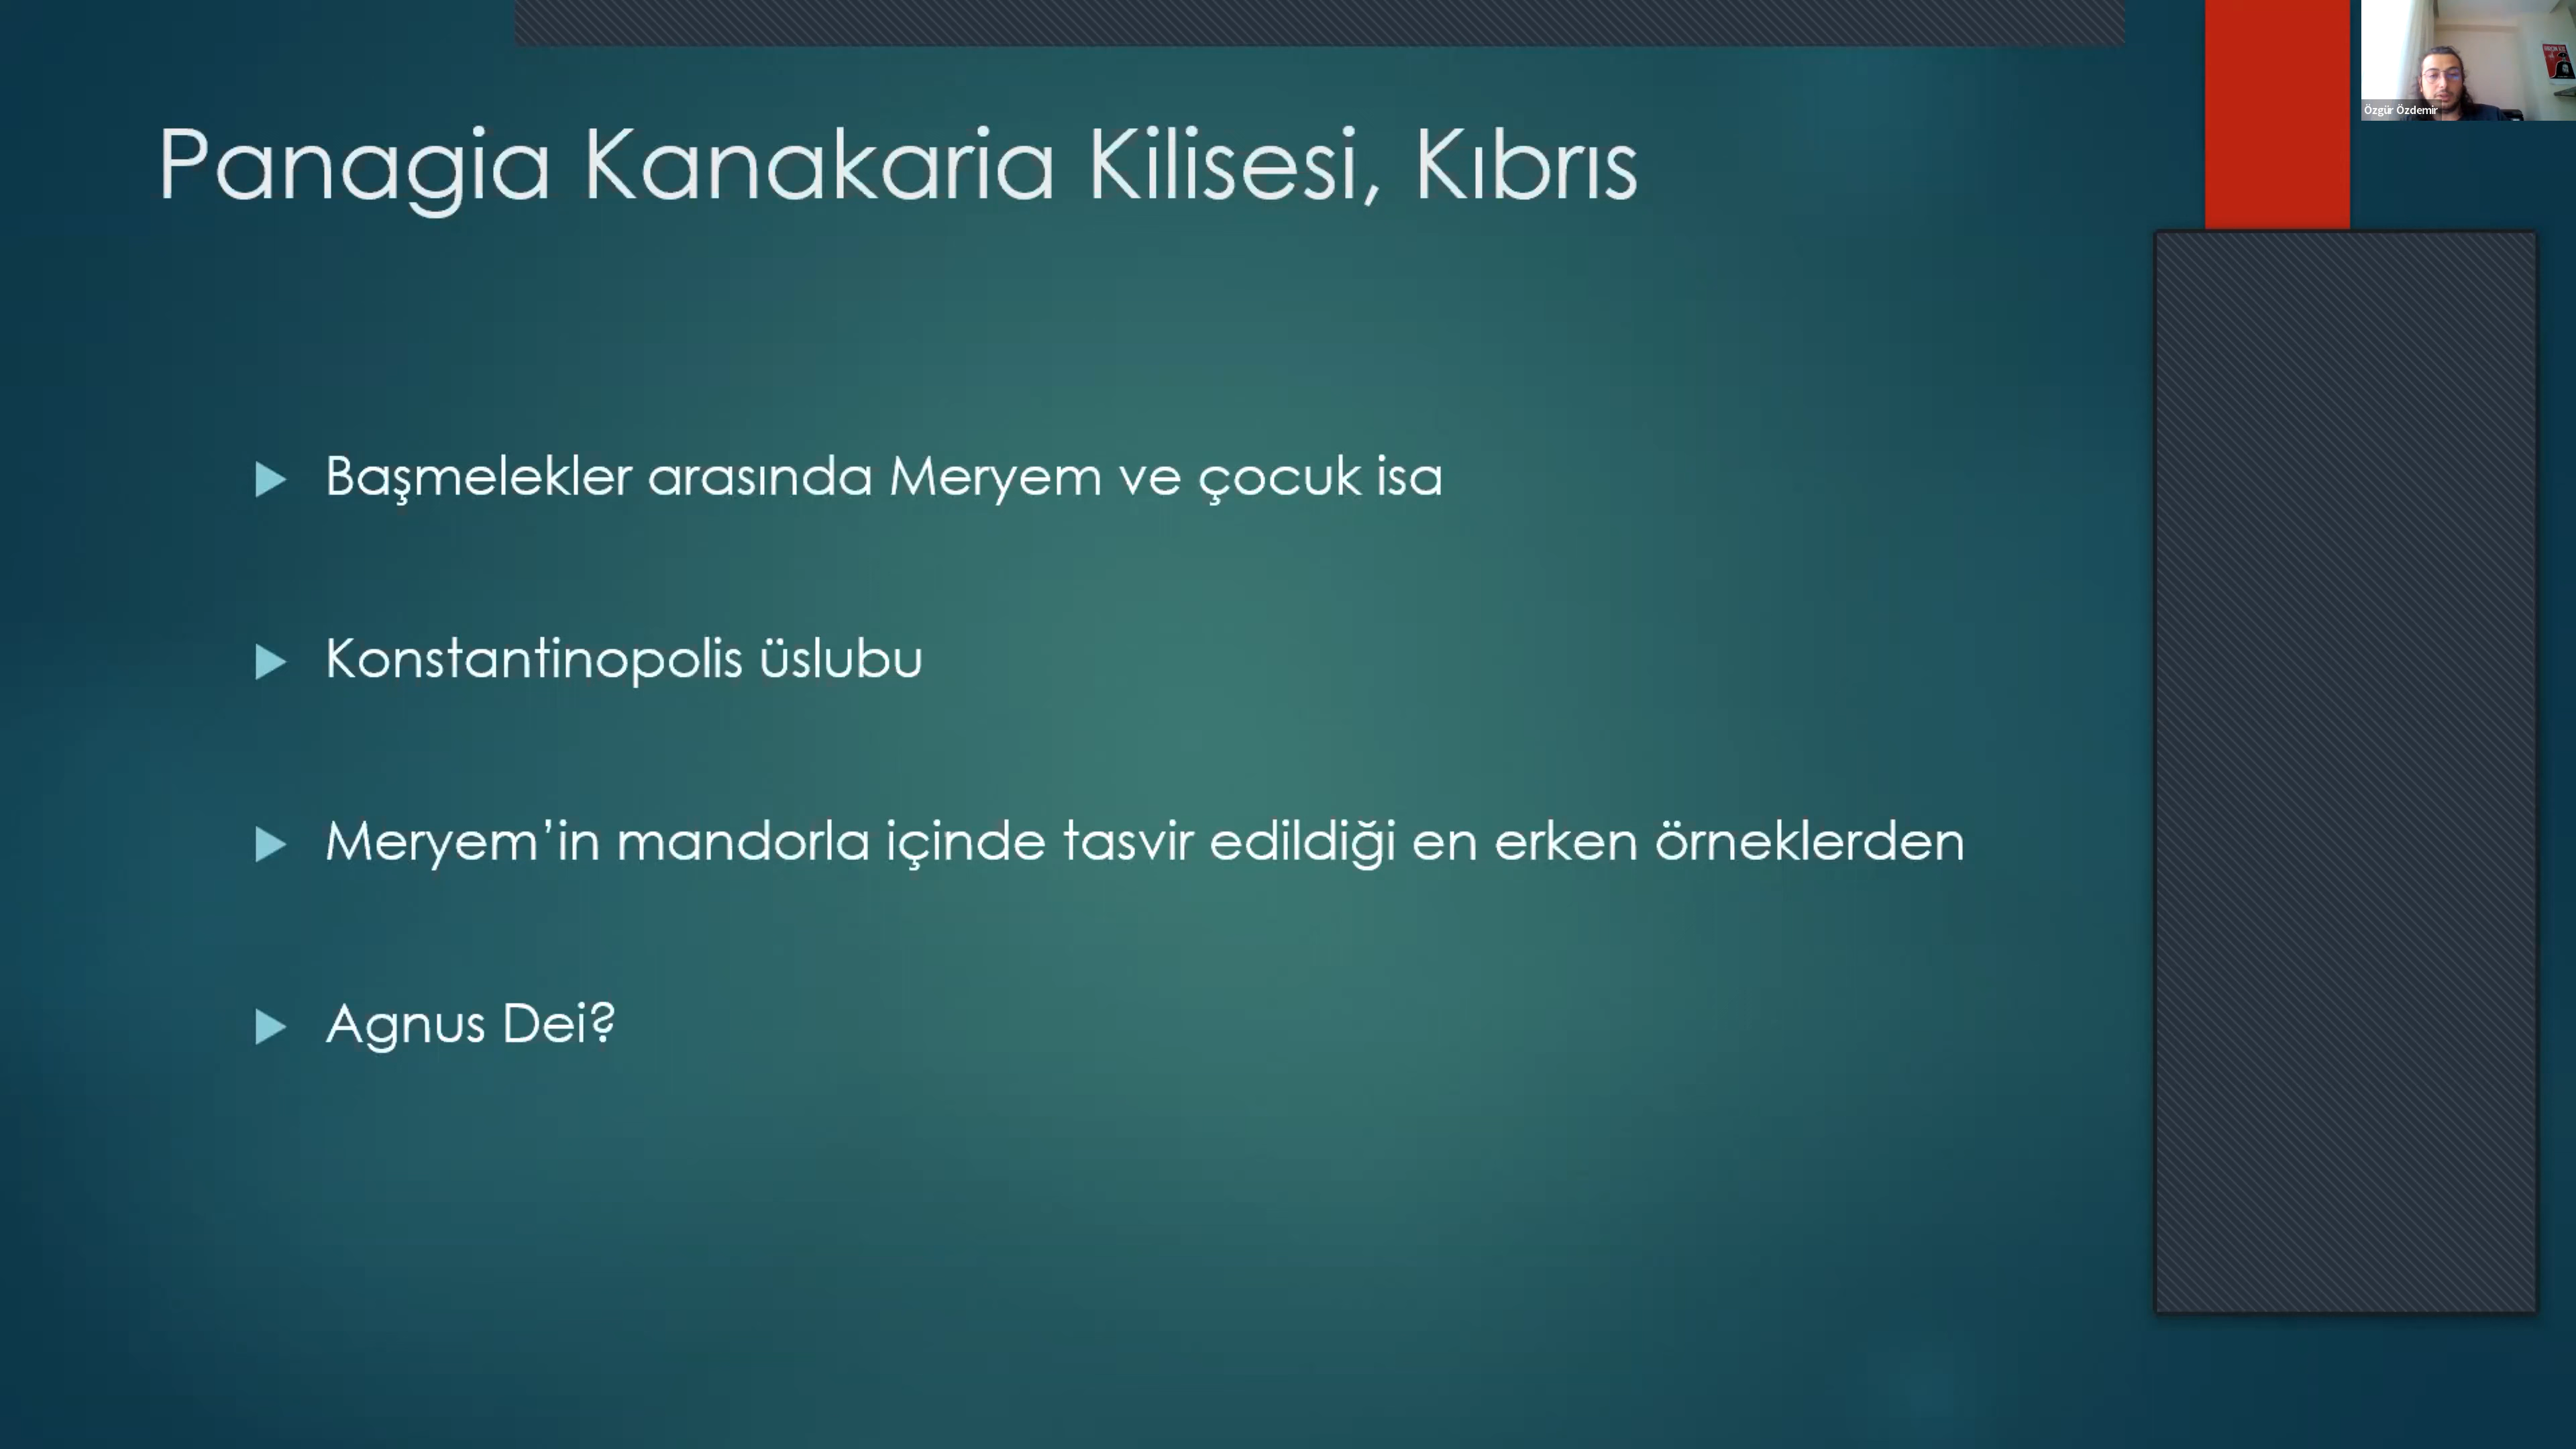 Panagia Kanakaria Kilisesi, Kıbrıs
Başmelekler arasında Meryem ve çocuk isa
Konstantinopolis üslubu
Meryem’in mandorla içinde tasvir edildiği en erken örneklerden
Agnus Dei?
Özgür Özdemir